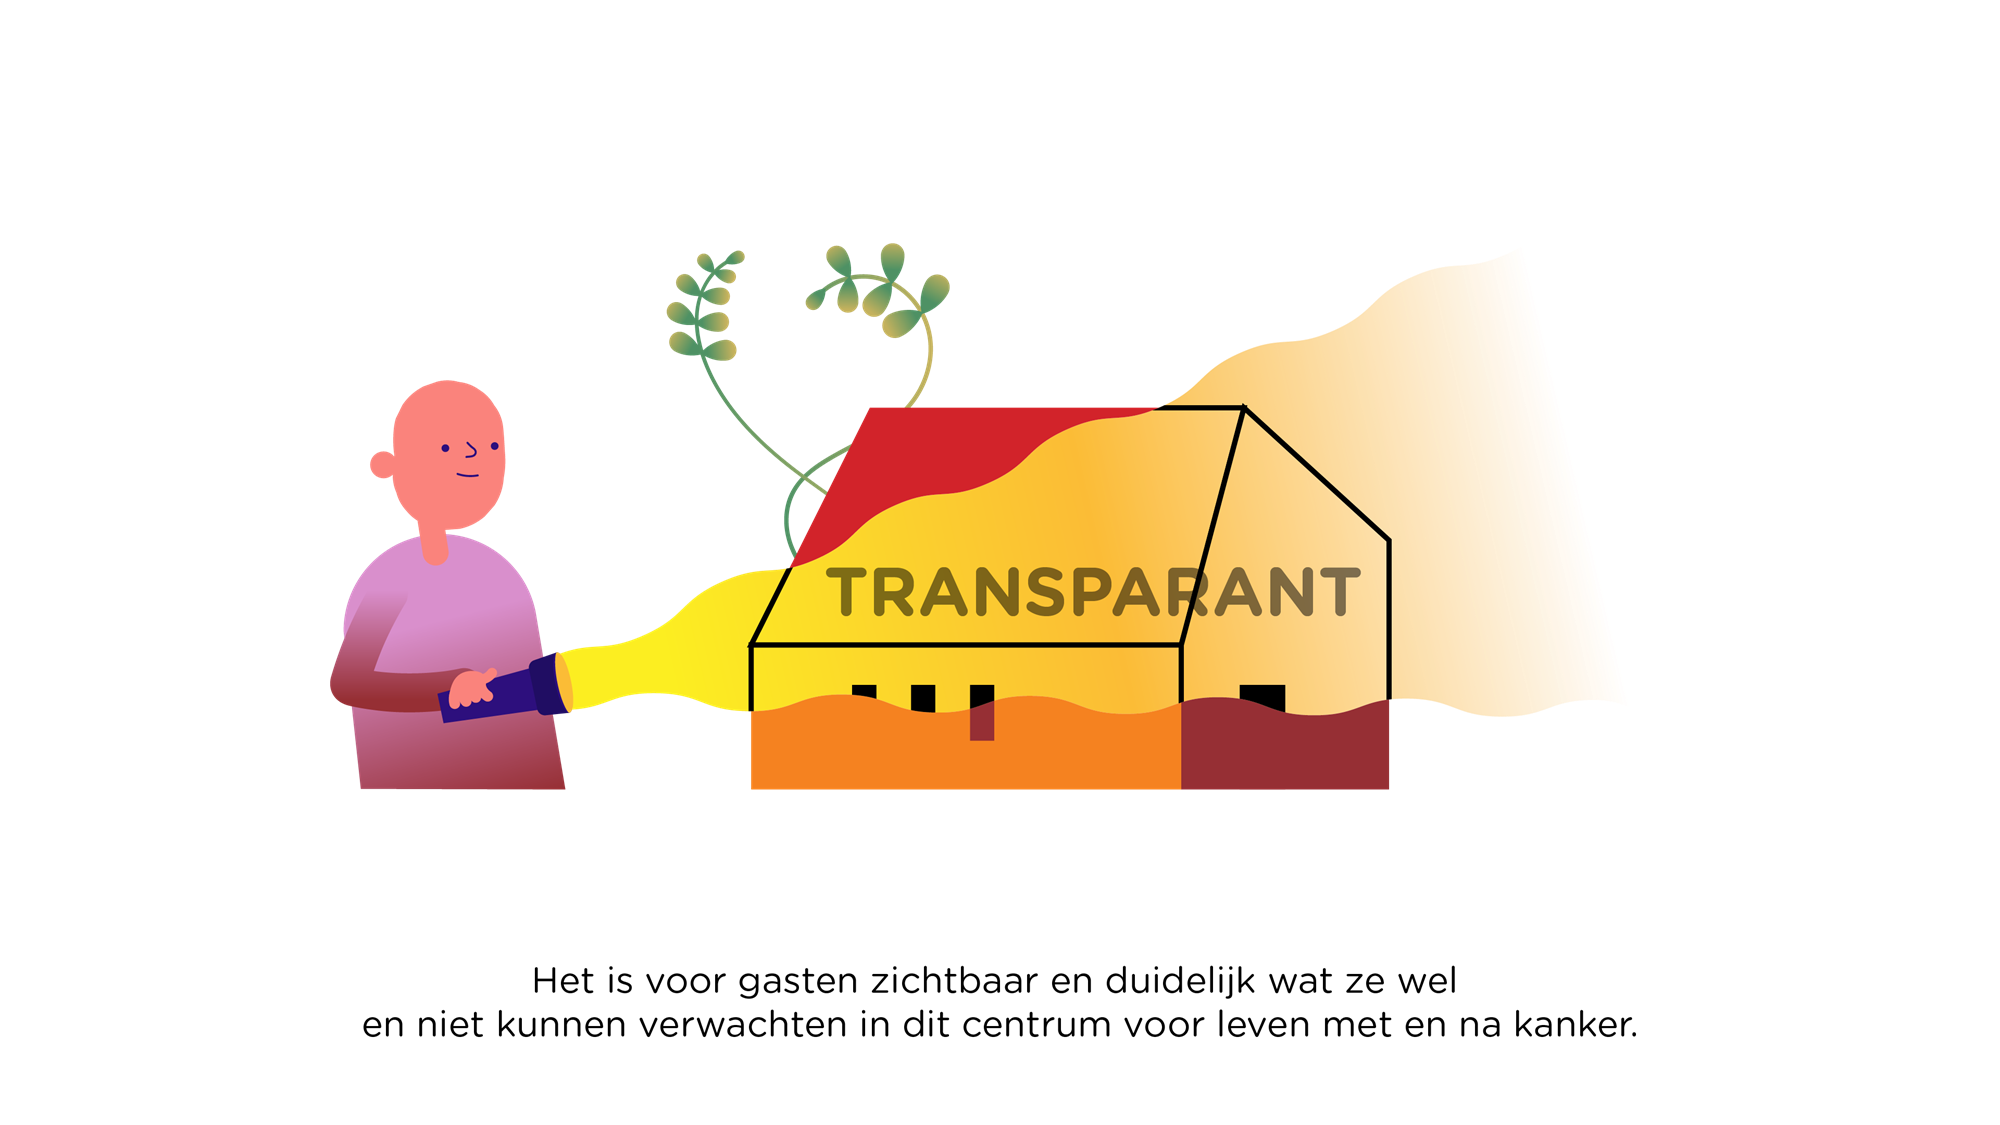 TRANSPARANT
Het is voor gasten zichtbaar en duidelijk wat ze wel
en niet kunnen verwachten in dit centrum voor leven met en na kanker.